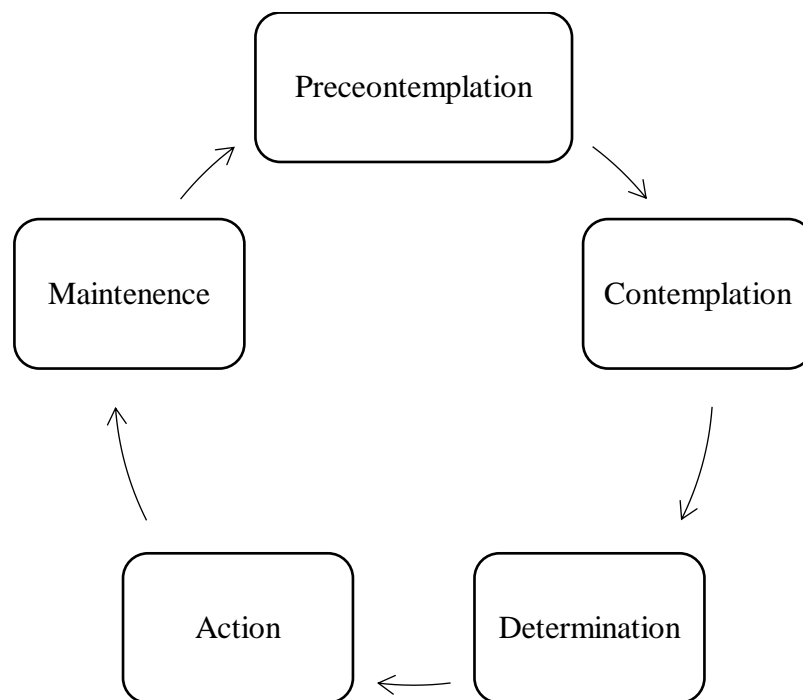 Preceontemplation
Contemplation
Determination
Action
Maintenence